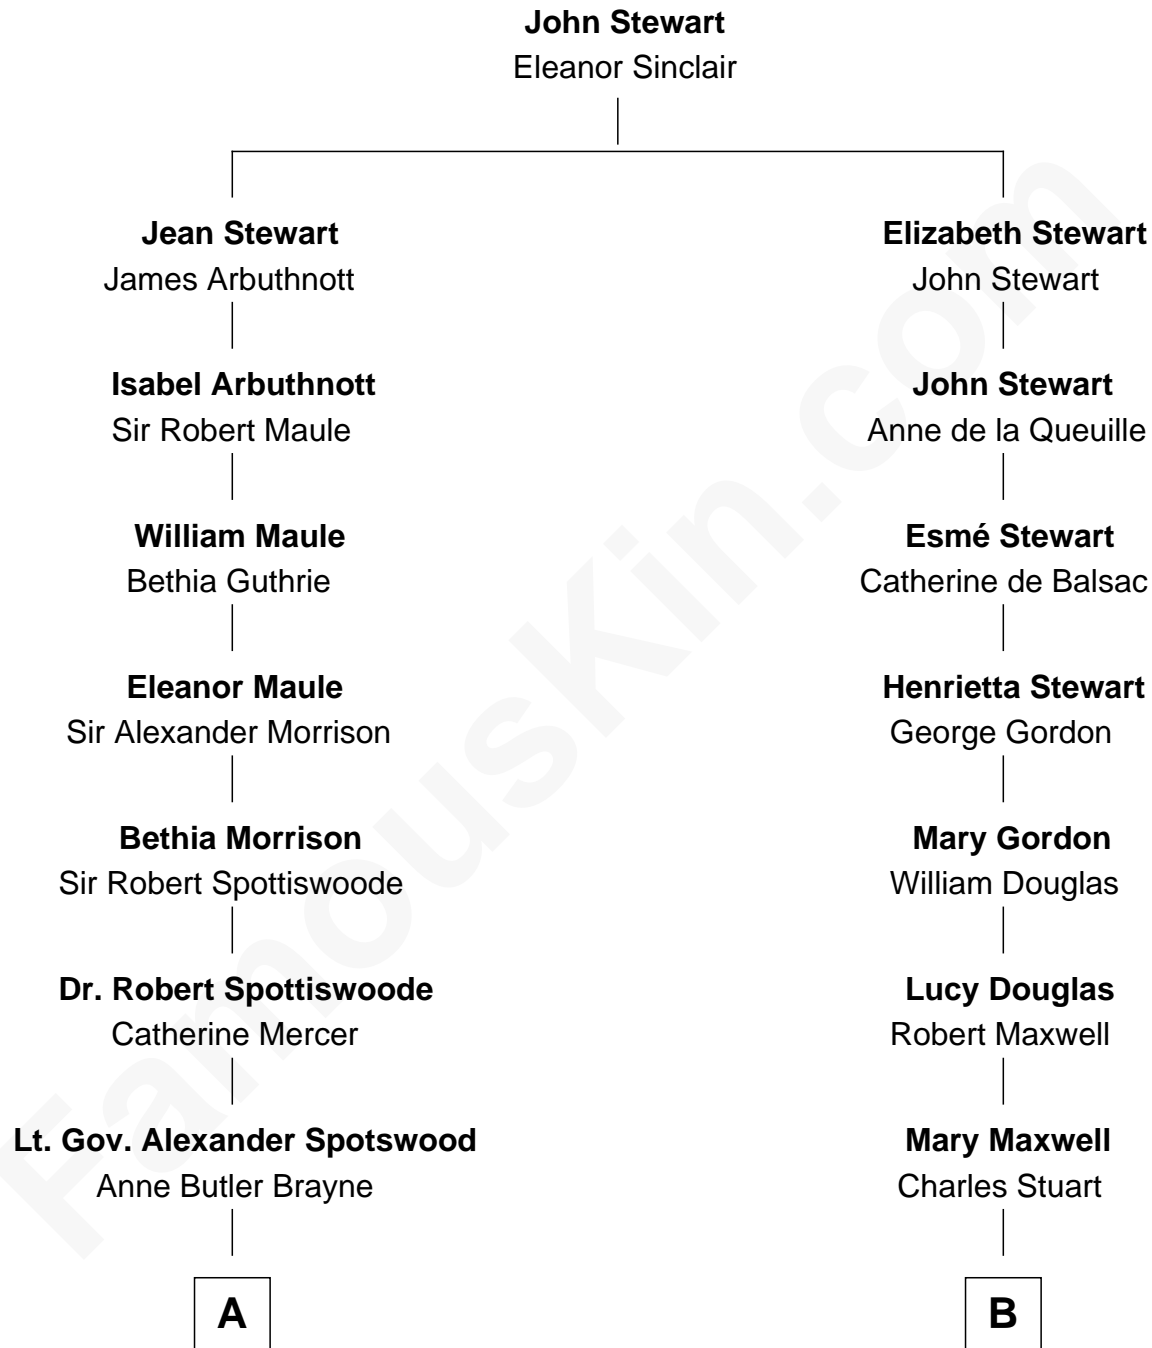 John Stewart
Eleanor Sinclair
Jean Stewart
James Arbuthnott
Elizabeth Stewart
John Stewart
Isabel Arbuthnott
Sir Robert Maule
John Stewart
Anne de la Queuille
William Maule
Bethia Guthrie
Esmé Stewart
Catherine de Balsac
Eleanor Maule
Sir Alexander Morrison
Henrietta Stewart
George Gordon
Bethia Morrison
Sir Robert Spottiswoode
Mary Gordon
William Douglas
Dr. Robert Spottiswoode
Catherine Mercer
Lucy Douglas
Robert Maxwell
Lt. Gov. Alexander Spotswood
Anne Butler Brayne
Mary Maxwell
Charles Stuart
A
B
FamousKin.com